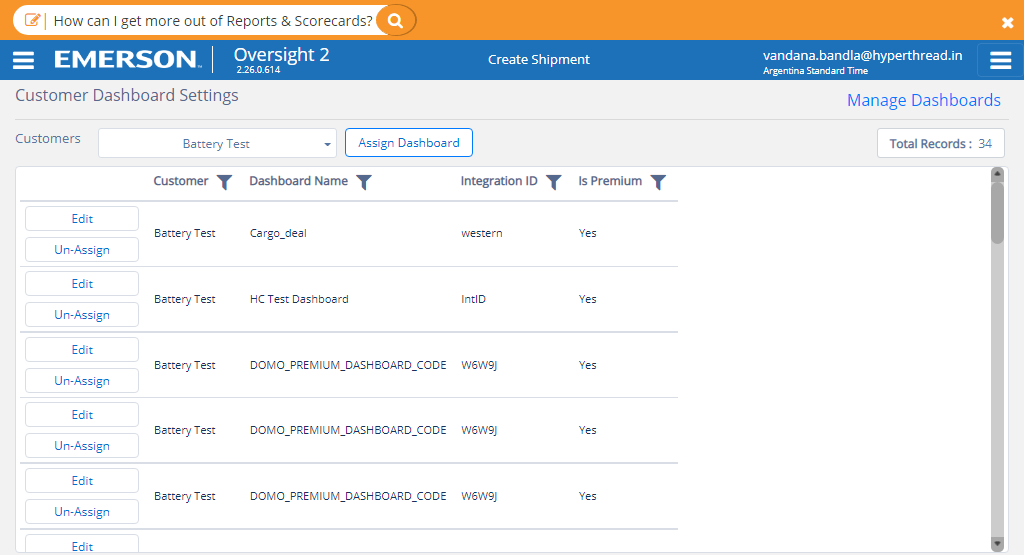 How can I get more out of Reports & Scorecards?
EMERSON. Oversight 2
2.26.0.614
Create Shipment
vandana.bandla@hyperthread.in
Argentina Standard Time
Customer Dashboard Settings
Manage Dashboards
Customers Battery Test Assign Dashboard Total Records : 34
Customer Dashboard Name Integration ID Is Premium
Edit
Un-Assign
Battery Test Cargo_deal western Yes
Edit
Un-Assign
Battery Test HC Test Dashboard IntID Yes
Edit
Un-Assign
Battery Test DOMO_PREMIUM_DASHBOARD_CODE W6W9J Yes
Edit
Un-Assign
Battery Test DOMO_PREMIUM_DASHBOARD_CODE W6W9J Yes
Edit
Un-Assign
Battery Test DOMO_PREMIUM_DASHBOARD_CODE W6W9J Yes
Edit